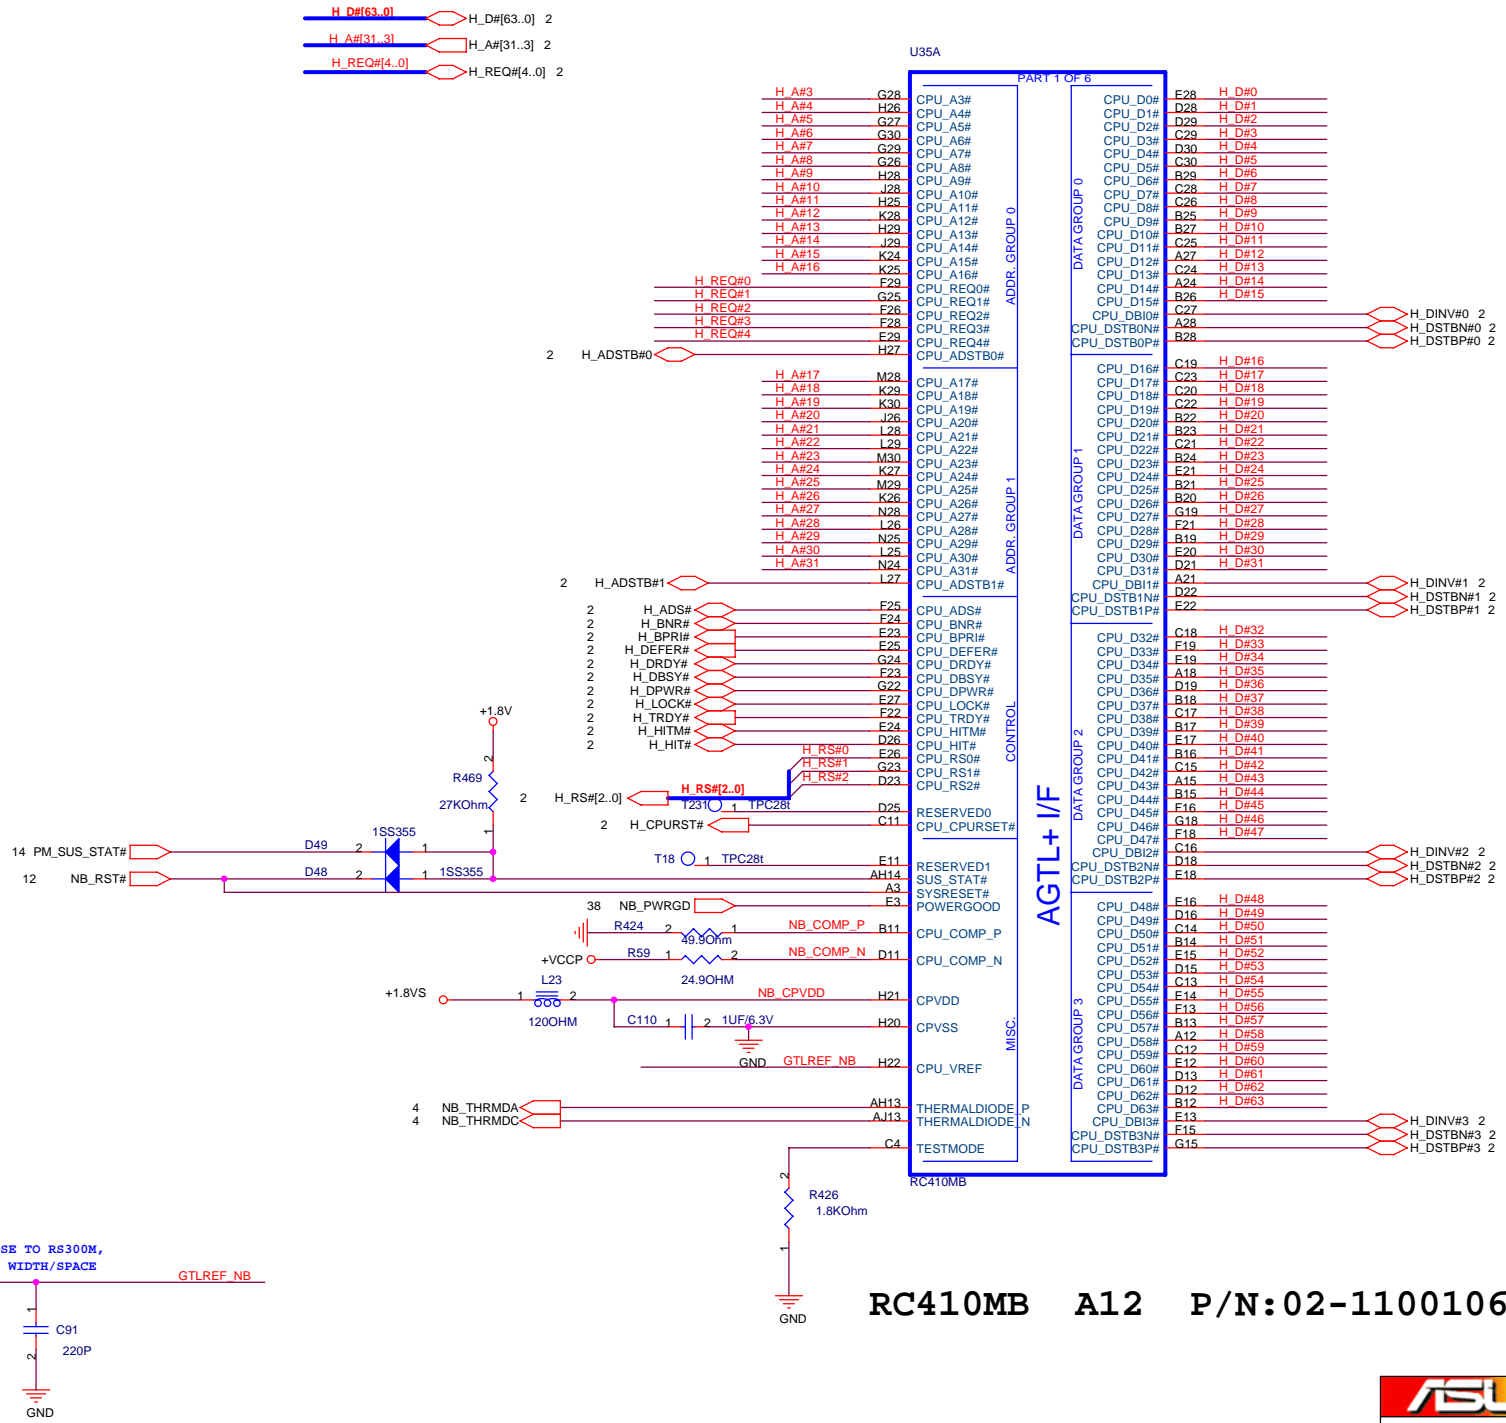 H_D#[63..0] H_D#[63..0] 2
H_A#[31..3] H_A#[31..3] 2
H_REQ#[4..0] H_REQ#[4..0] 2
U35A
PART 1 OF 6
H_A#3 G28 CPU_A3# CPU_D0# E28 H_D#0
H_A#4 H26 CPU_A4# CPU_D1# D28 H_D#1
H_A#5 G27 CPU_A5# CPU_D2# D29 H_D#2
H_A#6 G30 CPU_A6# CPU_D3# C29 H_D#3
H_A#7 G29 CPU_A7# CPU_D4# D30 H_D#4
H_A#8 G26 CPU_A8# CPU_D5# C30 H_D#5
H_A#9 H28 CPU_A9# CPU_D6# B29 H_D#6
H_A#10 J28 CPU_A10# CPU_D7# C28 H_D#7
H_A#11 H25 CPU_A11# CPU_D8# C26 H_D#8
H_A#12 K28 CPU_A12# CPU_D9# B25 H_D#9
H_A#13 H29 CPU_A13# CPU_D10# B27 H_D#10
H_A#14 J29 CPU_A14# CPU_D11# C25 H_D#11
H_A#15 K24 CPU_A15# CPU_D12# A27 H_D#12
H_A#16 K25 CPU_A16# CPU_D13# C24 H_D#13
H_REQ#0 F29 CPU_REQ0# CPU_D14# A24 H_D#14
H_REQ#1 G25 CPU_REQ1# CPU_D15# B26 H_D#15
H_REQ#2 F26 CPU_REQ2# CPU_DBI0# C27 H_DINV#0 2
H_REQ#3 F28 CPU_REQ3# CPU_DSTB0N# A28 H_DSTBN#0 2
H_REQ#4 E29 CPU_REQ4# CPU_DSTB0P# B28 H_DSTBP#0 2
2 H_ADSTB#0 H27 CPU_ADSTB0#
ADDR. GROUP 0
DATA GROUP 0
CPU_D16# C19 H_D#16
H_A#17 M28 CPU_A17# CPU_D17# C23 H_D#17
H_A#18 K29 CPU_A18# CPU_D18# C20 H_D#18
H_A#19 K30 CPU_A19# CPU_D19# C22 H_D#19
H_A#20 J26 CPU_A20# CPU_D20# B22 H_D#20
H_A#21 L28 CPU_A21# CPU_D21# B23 H_D#21
H_A#22 L29 CPU_A22# CPU_D22# C21 H_D#22
H_A#23 M30 CPU_A23# CPU_D23# B24 H_D#23
H_A#24 K27 CPU_A24# CPU_D24# E21 H_D#24
H_A#25 M29 CPU_A25# CPU_D25# B21 H_D#25
H_A#26 K26 CPU_A26# CPU_D26# B20 H_D#26
H_A#27 N28 CPU_A27# CPU_D27# G19 H_D#27
H_A#28 L26 CPU_A28# CPU_D28# F21 H_D#28
H_A#29 N25 CPU_A29# CPU_D29# B19 H_D#29
H_A#30 L25 CPU_A30# CPU_D30# E20 H_D#30
H_A#31 N24 CPU_A31# CPU_D31# D21 H_D#31
2 H_ADSTB#1 L27 CPU_ADSTB1# CPU_DBI1# A21 H_DINV#1 2
CPU_DSTB1N# D22 H_DSTBN#1 2
2 H_ADS# F25 CPU_ADS# CPU_DSTB1P# E22 H_DSTBP#1 2
ADDR. GROUP 1
DATA GROUP 1
2 H_BNR# F24 CPU_BNR#
2 H_BPRI# E23 CPU_BPRI# CPU_D32# C18 H_D#32
2 H_DEFER# E25 CPU_DEFER# CPU_D33# F19 H_D#33
2 H_DRDY# G24 CPU_DRDY# CPU_D34# E19 H_D#34
2 H_DBSY# F23 CPU_DBSY# CPU_D35# A18 H_D#35
2 H_DPWR# G22 CPU_DPWR# CPU_D36# D19 H_D#36
2 H_LOCK# E27 CPU_LOCK# CPU_D37# B18 H_D#37
2 H_TRDY# F22 CPU_TRDY# CPU_D38# C17 H_D#38
2 H_HITM# E24 CPU_HITM# CPU_D39# B17 H_D#39
2 H_HIT# D26 CPU_HIT# CPU_D40# E17 H_D#40
H_RS#0 E26 CPU_RS0# CPU_D41# B16 H_D#41
H_RS#1 G23 CPU_RS1# CPU_D42# C15 H_D#42
H_RS#2 D23 CPU_RS2# CPU_D43# A15 H_D#43
2 H_RS#[2..0] H_RS#[2..0] CPU_D44# B15 H_D#44
T231 1 TPC28t D25 RESERVED0 CPU_D45# F16 H_D#45
2 H_CPURST# C11 CPU_CPURSET# CPU_D46# G18 H_D#46
CPU_D47# F18 H_D#47
CPU_DBI2# C16 H_DINV#2 2
T18 1 TPC28t E11 RESERVED1 CPU_DSTB2N# D18 H_DSTBN#2 2
AH14 SUS_STAT# CPU_DSTB2P# E18 H_DSTBP#2 2
CONTROL
DATA GROUP 2
AGTL+ I/F
+1.8V
2 R469 27KOhm 1
14 PM_SUS_STAT# D49 2 1SS355 1
12 NB_RST# D48 2 1 1SS355
A3 SYSRESET#
38 NB_PWRGD E3 POWERGOOD CPU_D48# E16 H_D#48
CPU_D49# D16 H_D#49
R424 2 49.9Ohm 1 NB_COMP_P B11 CPU_COMP_P CPU_D50# C14 H_D#50
CPU_D51# B14 H_D#51
+VCCP R59 1 24.9OHM 2 NB_COMP_N D11 CPU_COMP_N CPU_D52# E15 H_D#52
CPU_D53# D15 H_D#53
CPU_D54# C13 H_D#54
+1.8VS 1 L23 2 120OHM NB_CPVDD H21 CPVDD CPU_D55# E14 H_D#55
CPU_D56# F13 H_D#56
C110 1 2 1UF/6.3V H20 CPVSS CPU_D57# B13 H_D#57
CPU_D58# A12 H_D#58
CPU_D59# C12 H_D#59
GND GTLREF_NB H22 CPU_VREF CPU_D60# E12 H_D#60
CPU_D61# D13 H_D#61
CPU_D62# D12 H_D#62
4 NB_THRMDA AH13 THERMALDIODE_P CPU_D63# B12 H_D#63
4 NB_THRMDC AJ13 THERMALDIODE_N CPU_DBI3# E13 H_DINV#3 2
CPU_DSTB3N# F15 H_DSTBN#3 2
C4 TESTMODE CPU_DSTB3P# G15 H_DSTBP#3 2
MISC.
DATA GROUP 3
RC410MB
2 R426 1.8KOhm 1
GND
SE TO RS300M,
WIDTH/SPACE
GTLREF_NB
1 C91
220P
2
GND
RC410MB A12 P/N:02-1100106
ASU